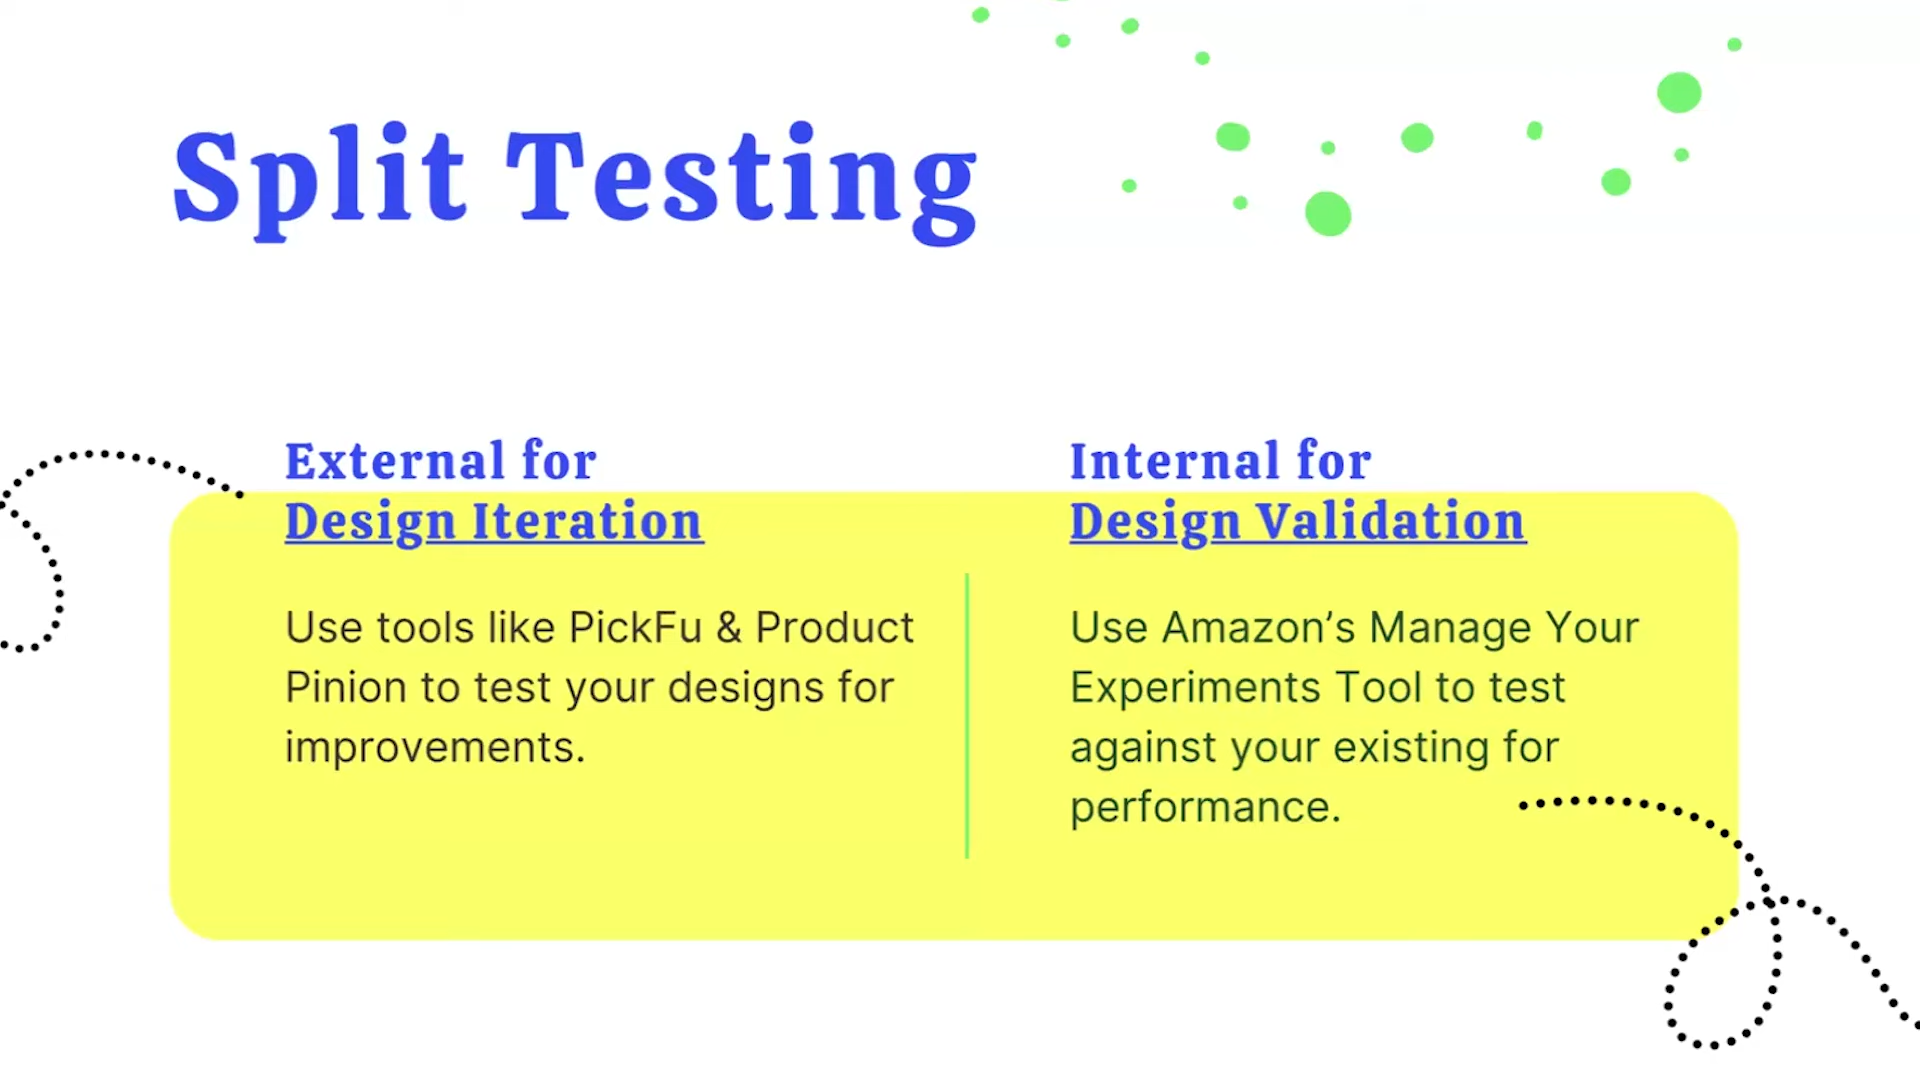 Split Testing
External for
Design Iteration
Use tools like PickFu & Product
Pinion to test your designs for
improvements.
Internal for
Design Validation
Use Amazon’s Manage Your
Experiments Tool to test
against your existing for
performance.